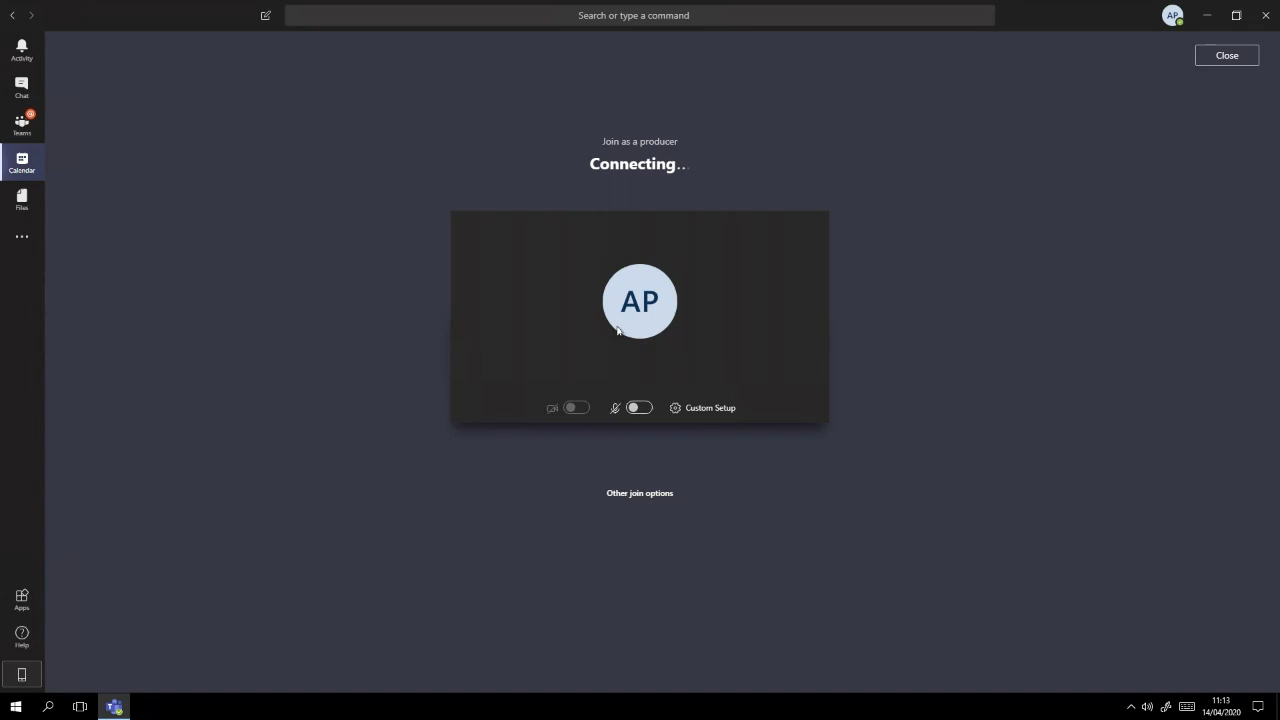 Search or type a command
AP
Activity
Chat
Teams
Calendar
Files
Close
Join as a producer
Connecting...
AP
Custom Setup
Other join options
Apps
Help
11:13
14/04/2020